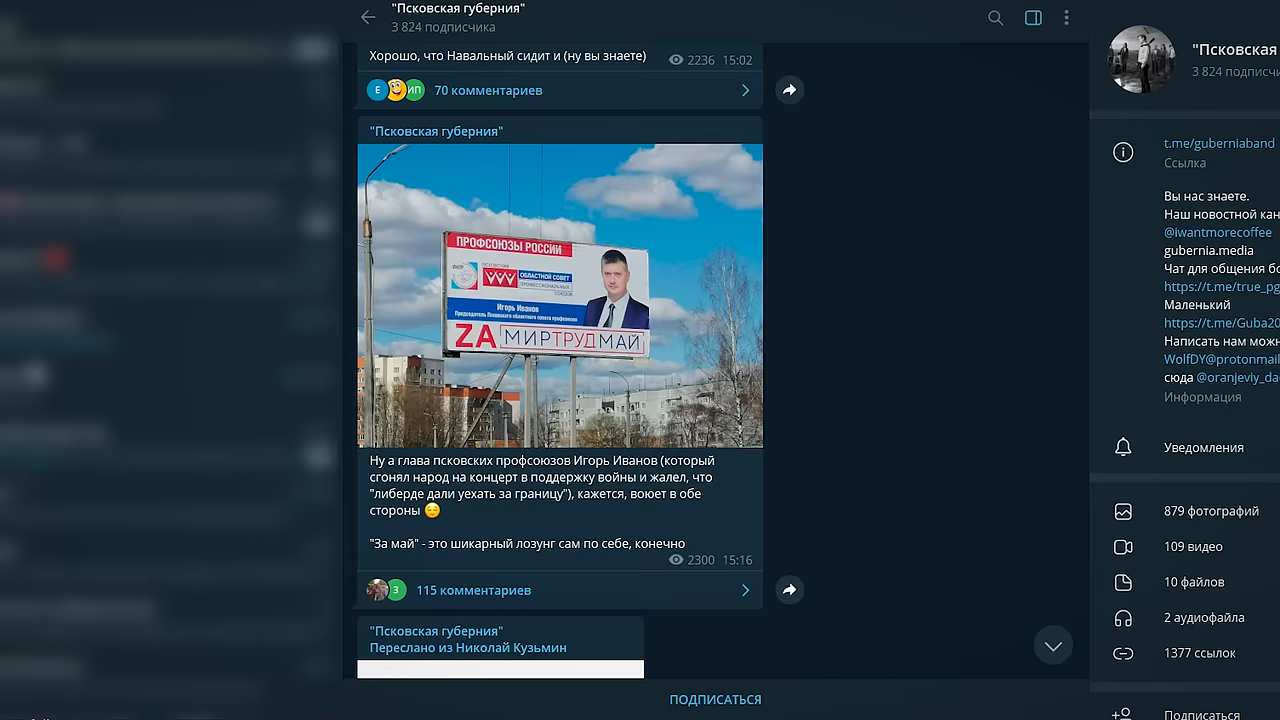 "Псковская губерния"
3 824 подписчика
Хорошо, что Навальный сидит и (ну вы знаете)
2236 15:02
Е
ИП
70 комментариев
"Псковская губерния"
ПРОФСОЮЗЫ РОССИИ
ФНПР
ПСКОВСКИЙ
ОБЛАСТНОЙ СОВЕТ
ПРОФЕССИОНАЛЬНЫХ
СОЮЗОВ
Игорь Иванов
Председатель Псковского областного совета профсоюзов
ZA МИРТРУДМАЙ
Ну а глава псковских профсоюзов Игорь Иванов (который
сгонял народ на концерт в поддержку войны и жалел, что
"либерде дали уехать за границу"), кажется, воюет в обе
стороны 😌
"За май" - это шикарный лозунг сам по себе, конечно
2300 15:16
З
115 комментариев
"Псковская губерния"
Переслано из Николай Кузьмин
ПОДПИСАТЬСЯ
"Псковская
3 824 подписчи
t.me/guberniaband
Ссылка
Вы нас знаете.
Наш новостной кан
@iwantmorecoffee
gubernia.media
Чат для общения бо
https://t.me/true_pg
Маленький
https://t.me/Guba20
Написать нам можн
WolfDY@protonmail
сюда @oranjevly_da
Информация
Уведомления
879 фотографий
109 видео
10 файлов
2 аудиофайла
1377 ссылок
Подписаться